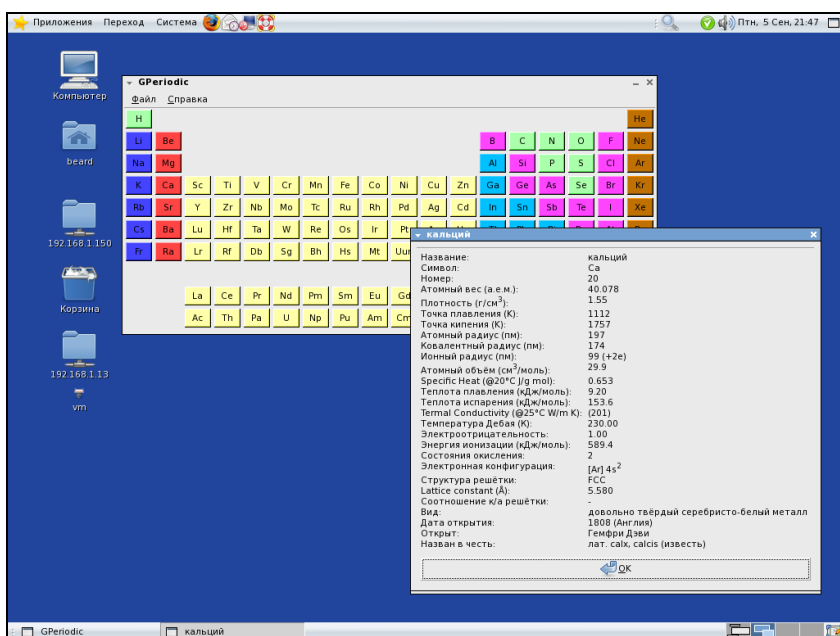 Приложения Переход Система
Птн, 5 Сен, 21:47
Компьютер
beard
192.168.1.150
Корзина
192.168.1.13
vm
GPeriodic
Файл Справка
H He
Li Be B C N O F Ne
Na Mg Al Si P S Cl Ar
K Ca Sc Ti V Cr Mn Fe Co Ni Cu Zn Ga Ge As Se Br Kr
Rb Sr Y Zr Nb Mo Tc Ru Rh Pd Ag Cd In Sn Sb Te I Xe
Cs Ba Lu Hf Ta W Re Os Ir Pt
Fr Ra Lr Rf Db Sg Bh Hs Mt Uun
La Ce Pr Nd Pm Sm Eu Gd
Ac Th Pa U Np Pu Am Cm
кальций
Название: кальций
Символ: Ca
Номер: 20
Атомный вес (а.е.м.): 40.078
Плотность (г/см³): 1.55
Точка плавления (K): 1112
Точка кипения (K): 1757
Атомный радиус (пм): 197
Ковалентный радиус (пм): 174
Ионный радиус (пм): 99 (+2e)
Атомный объём (см³/моль): 29.9
Specific Heat (@20°C J/g mol): 0.653
Теплота плавления (кДж/моль): 9.20
Теплота испарения (кДж/моль): 153.6
Termal Conductivity (@25°C W/m K): (201)
Температура Дебая (K): 230.00
Электроотрицательность: 1.00
Энергия ионизации (кДж/моль): 589.4
Состояния окисления: 2
Электронная конфигурация: [Ar] 4s²
Структура решётки: FCC
Lattice constant (Å): 5.580
Соотношение к/а решётки: -
Вид: довольно твёрдый серебристо-белый металл
Дата открытия: 1808 (Англия)
Открыт: Гемфри Дэви
Назван в честь: лат. calx, calcis (известь)
OK
GPeriodic
кальций